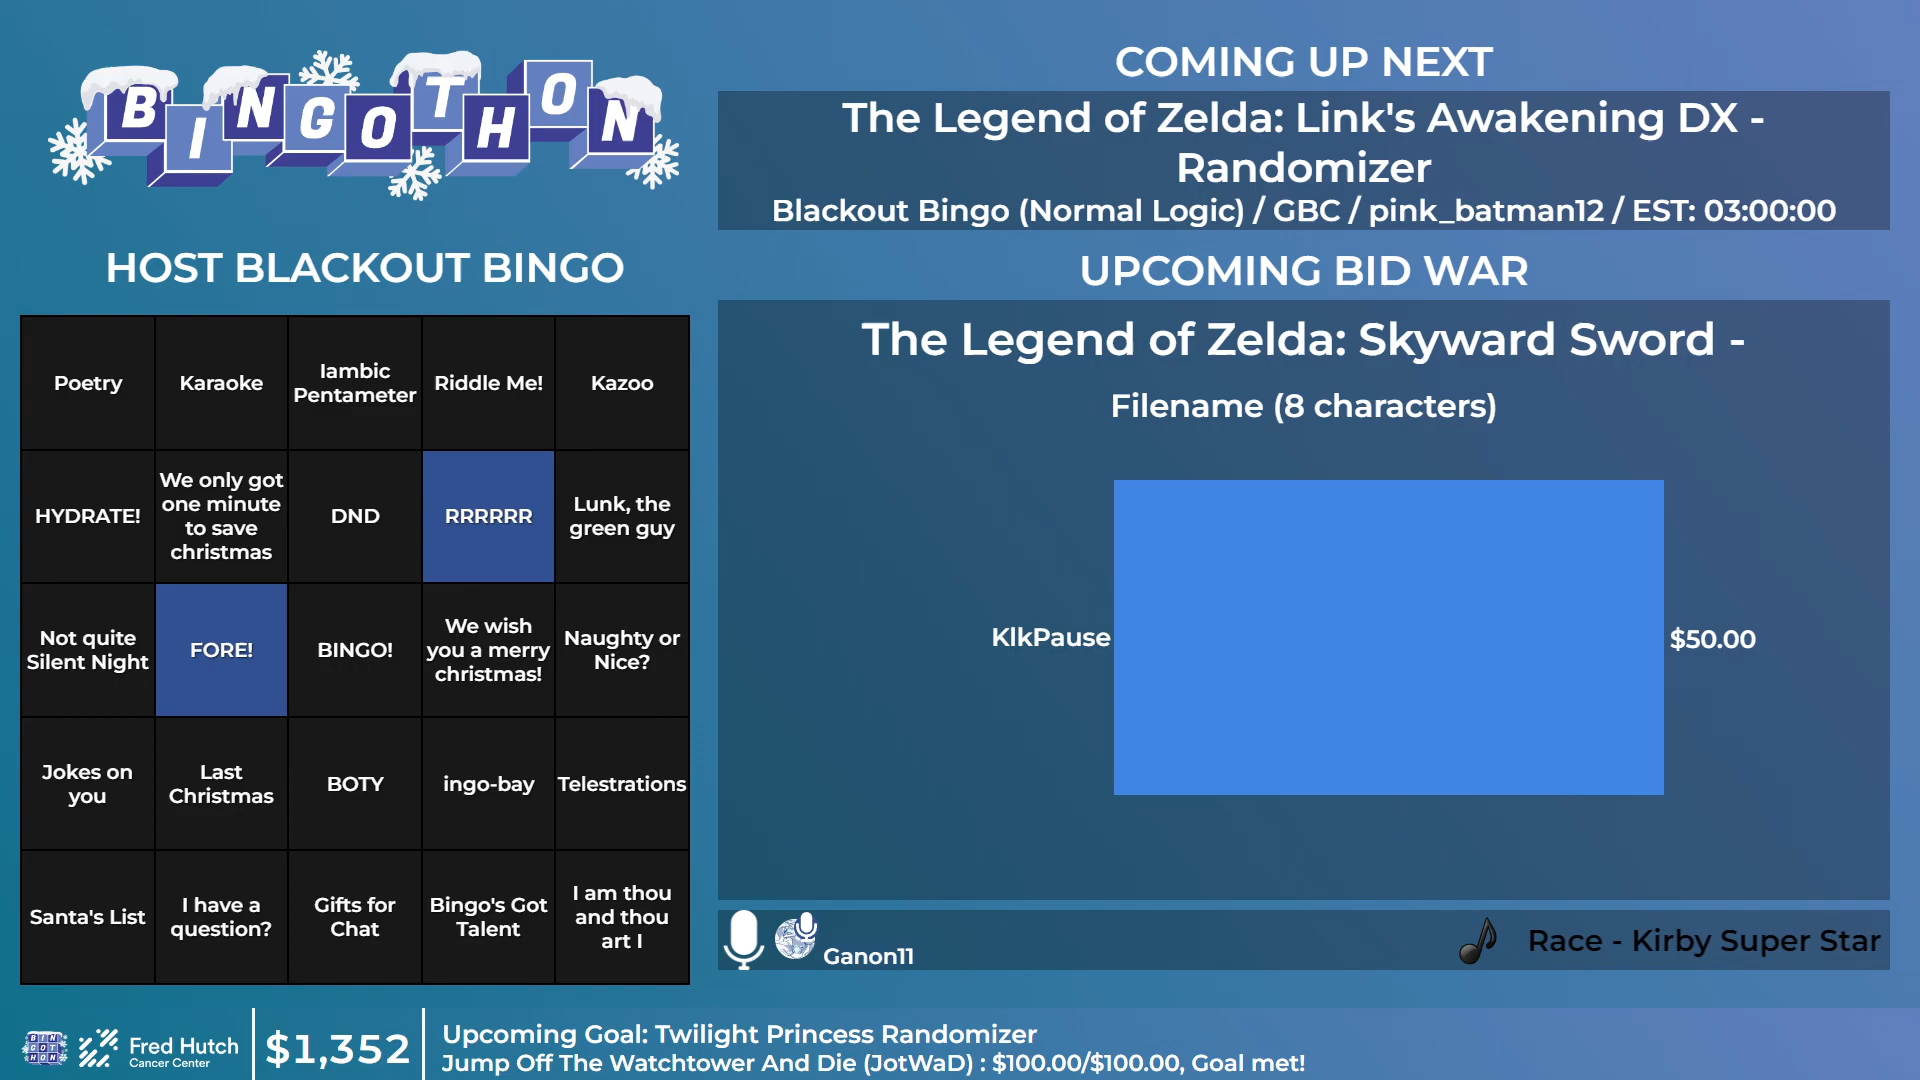 BINGOTHON
HOST BLACKOUT BINGO
Poetry
Karaoke
Iambic
Pentameter
Riddle Me!
Kazoo
HYDRATE!
We only got
one minute
to save
christmas
DND
RRRRRR
Lunk, the
green guy
Not quite
Silent Night
FORE!
BINGO!
We wish
you a merry
christmas!
Naughty or
Nice?
Jokes on
you
Last
Christmas
BOTY
ingo-bay
Telestrations
Santa's List
I have a
question?
Gifts for
Chat
Bingo's Got
Talent
I am thou
and thou
art I
COMING UP NEXT
The Legend of Zelda: Link's Awakening DX -
Randomizer
Blackout Bingo (Normal Logic) / GBC / pink_batman12 / EST: 03:00:00
UPCOMING BID WAR
The Legend of Zelda: Skyward Sword -
Filename (8 characters)
KlkPause
$50.00
Ganon11
Race - Kirby Super Star
BIN
GOT
HON
Fred Hutch
Cancer Center
$1,352
Upcoming Goal: Twilight Princess Randomizer
Jump Off The Watchtower And Die (JotWaD) : $100.00/$100.00, Goal met!